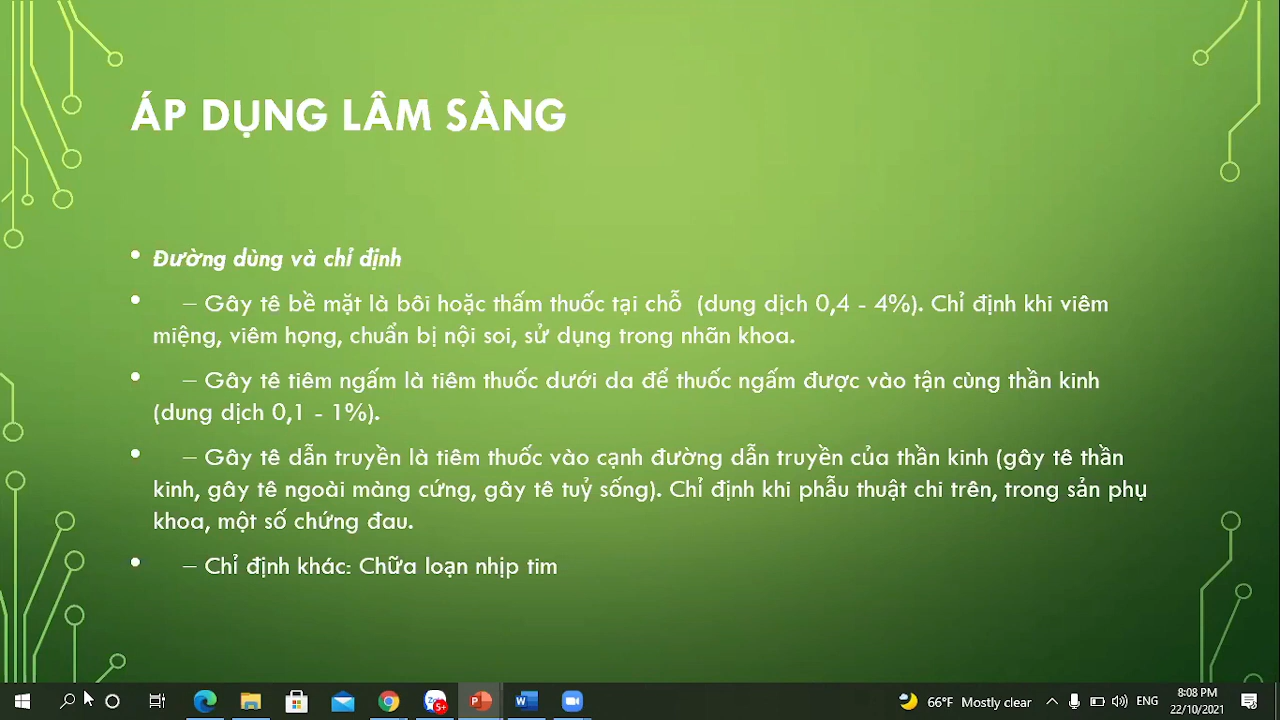 ÁP DỤNG LÂM SÀNG
• Đường dùng và chỉ định
• – Gây tê bề mặt là bôi hoặc thấm thuốc tại chỗ (dung dịch 0,4 - 4%). Chỉ định khi viêm
miệng, viêm họng, chuẩn bị nội soi, sử dụng trong nhãn khoa.
• – Gây tê tiêm ngấm là tiêm thuốc dưới da để thuốc ngấm được vào tận cùng thần kinh
(dung dịch 0,1 - 1%).
• – Gây tê dẫn truyền là tiêm thuốc vào cạnh đường dẫn truyền của thần kinh (gây tê thần
kinh, gây tê ngoài màng cứng, gây tê tuỷ sống). Chỉ định khi phẫu thuật chi trên, trong sản phụ
khoa, một số chứng đau.
• – Chỉ định khác: Chữa loạn nhịp tim
66°F Mostly clear ENG 8:08 PM
22/10/2021